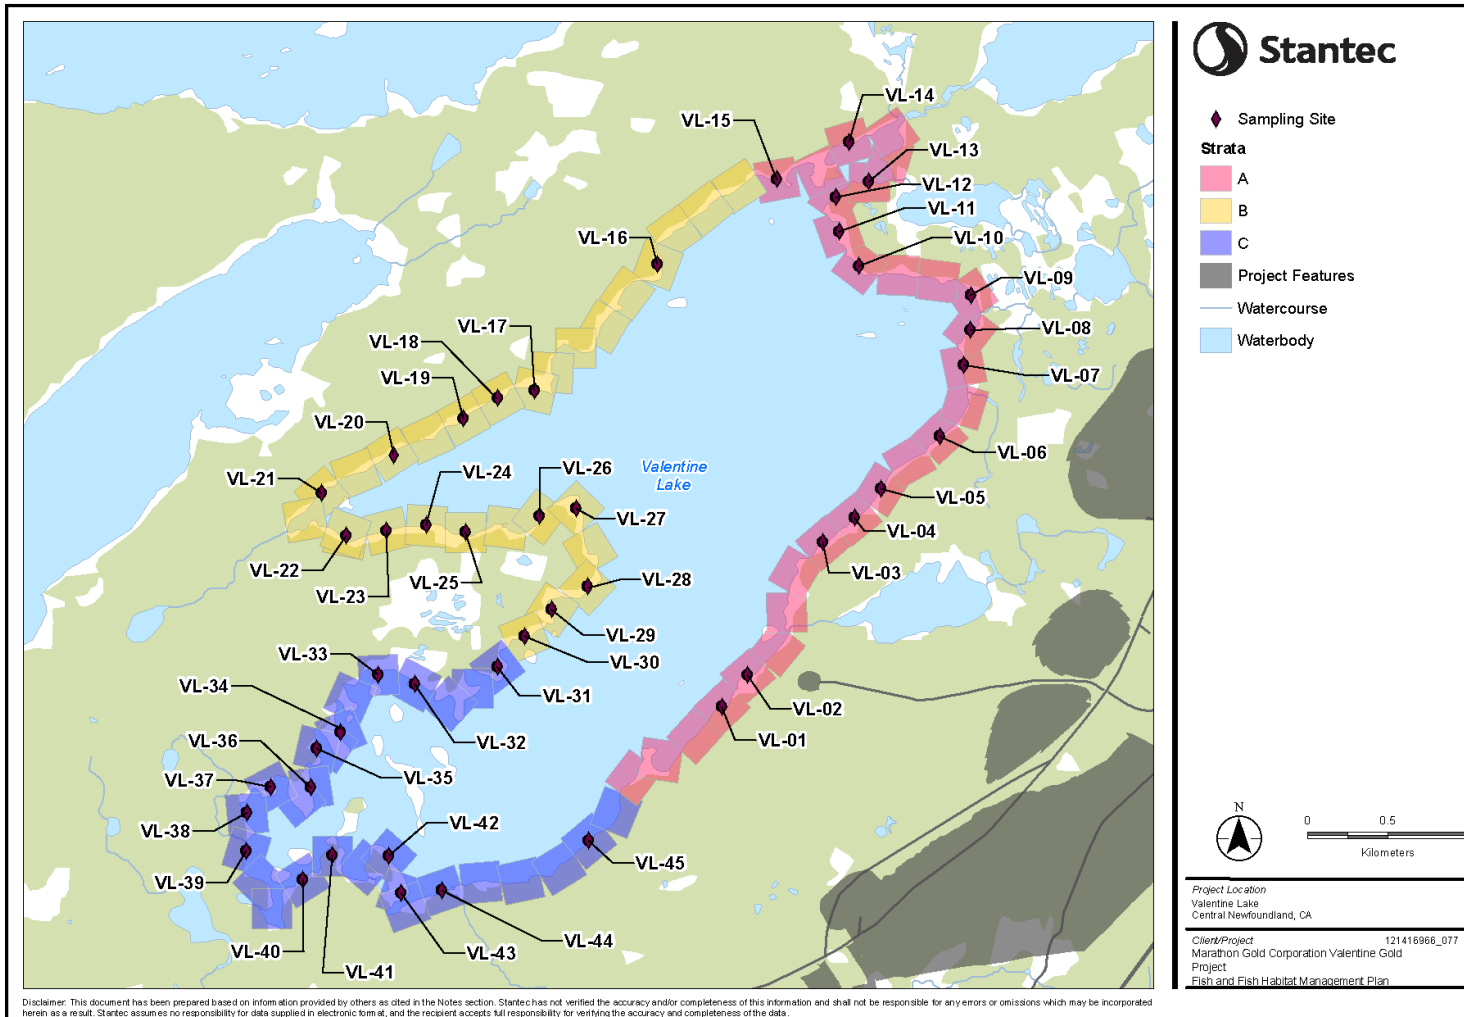 Stantec
Sampling Site
Strata
A
B
C
Project Features
Watercourse
Waterbody
VL-14
VL-15
VL-13
VL-12
VL-11
VL-16
VL-10
VL-09
VL-17
VL-08
VL-18
VL-07
VL-19
VL-20
VL-06
VL-24
VL-26
Valentine
Lake
VL-21
VL-05
VL-27
VL-04
VL-22
VL-23
VL-25
VL-28
VL-03
VL-29
VL-33
VL-30
VL-34
VL-31
VL-02
VL-36
VL-32
VL-01
VL-37
VL-35
VL-38
VL-42
VL-45
VL-39
VL-40
VL-41
VL-43
VL-44
N
0 0.5
Kilometers
Project Location
Valentine Lake
Central Newfoundland, CA
Client/Project 121416966_077
Marathon Gold Corporation Valentine Gold
Project
Fish and Fish Habitat Management Plan
Disclaimer: This document has been prepared based on information provided by others as cited in the Notes section. Stantec has not verified the accuracy and/or completeness of this information and shall not be responsible for any errors or omissions which may be incorporated
herein as a result. Stantec assumes no responsibility for data supplied in electronic format, and the recipient accepts full responsibility for verifying the accuracy and completeness of the data.